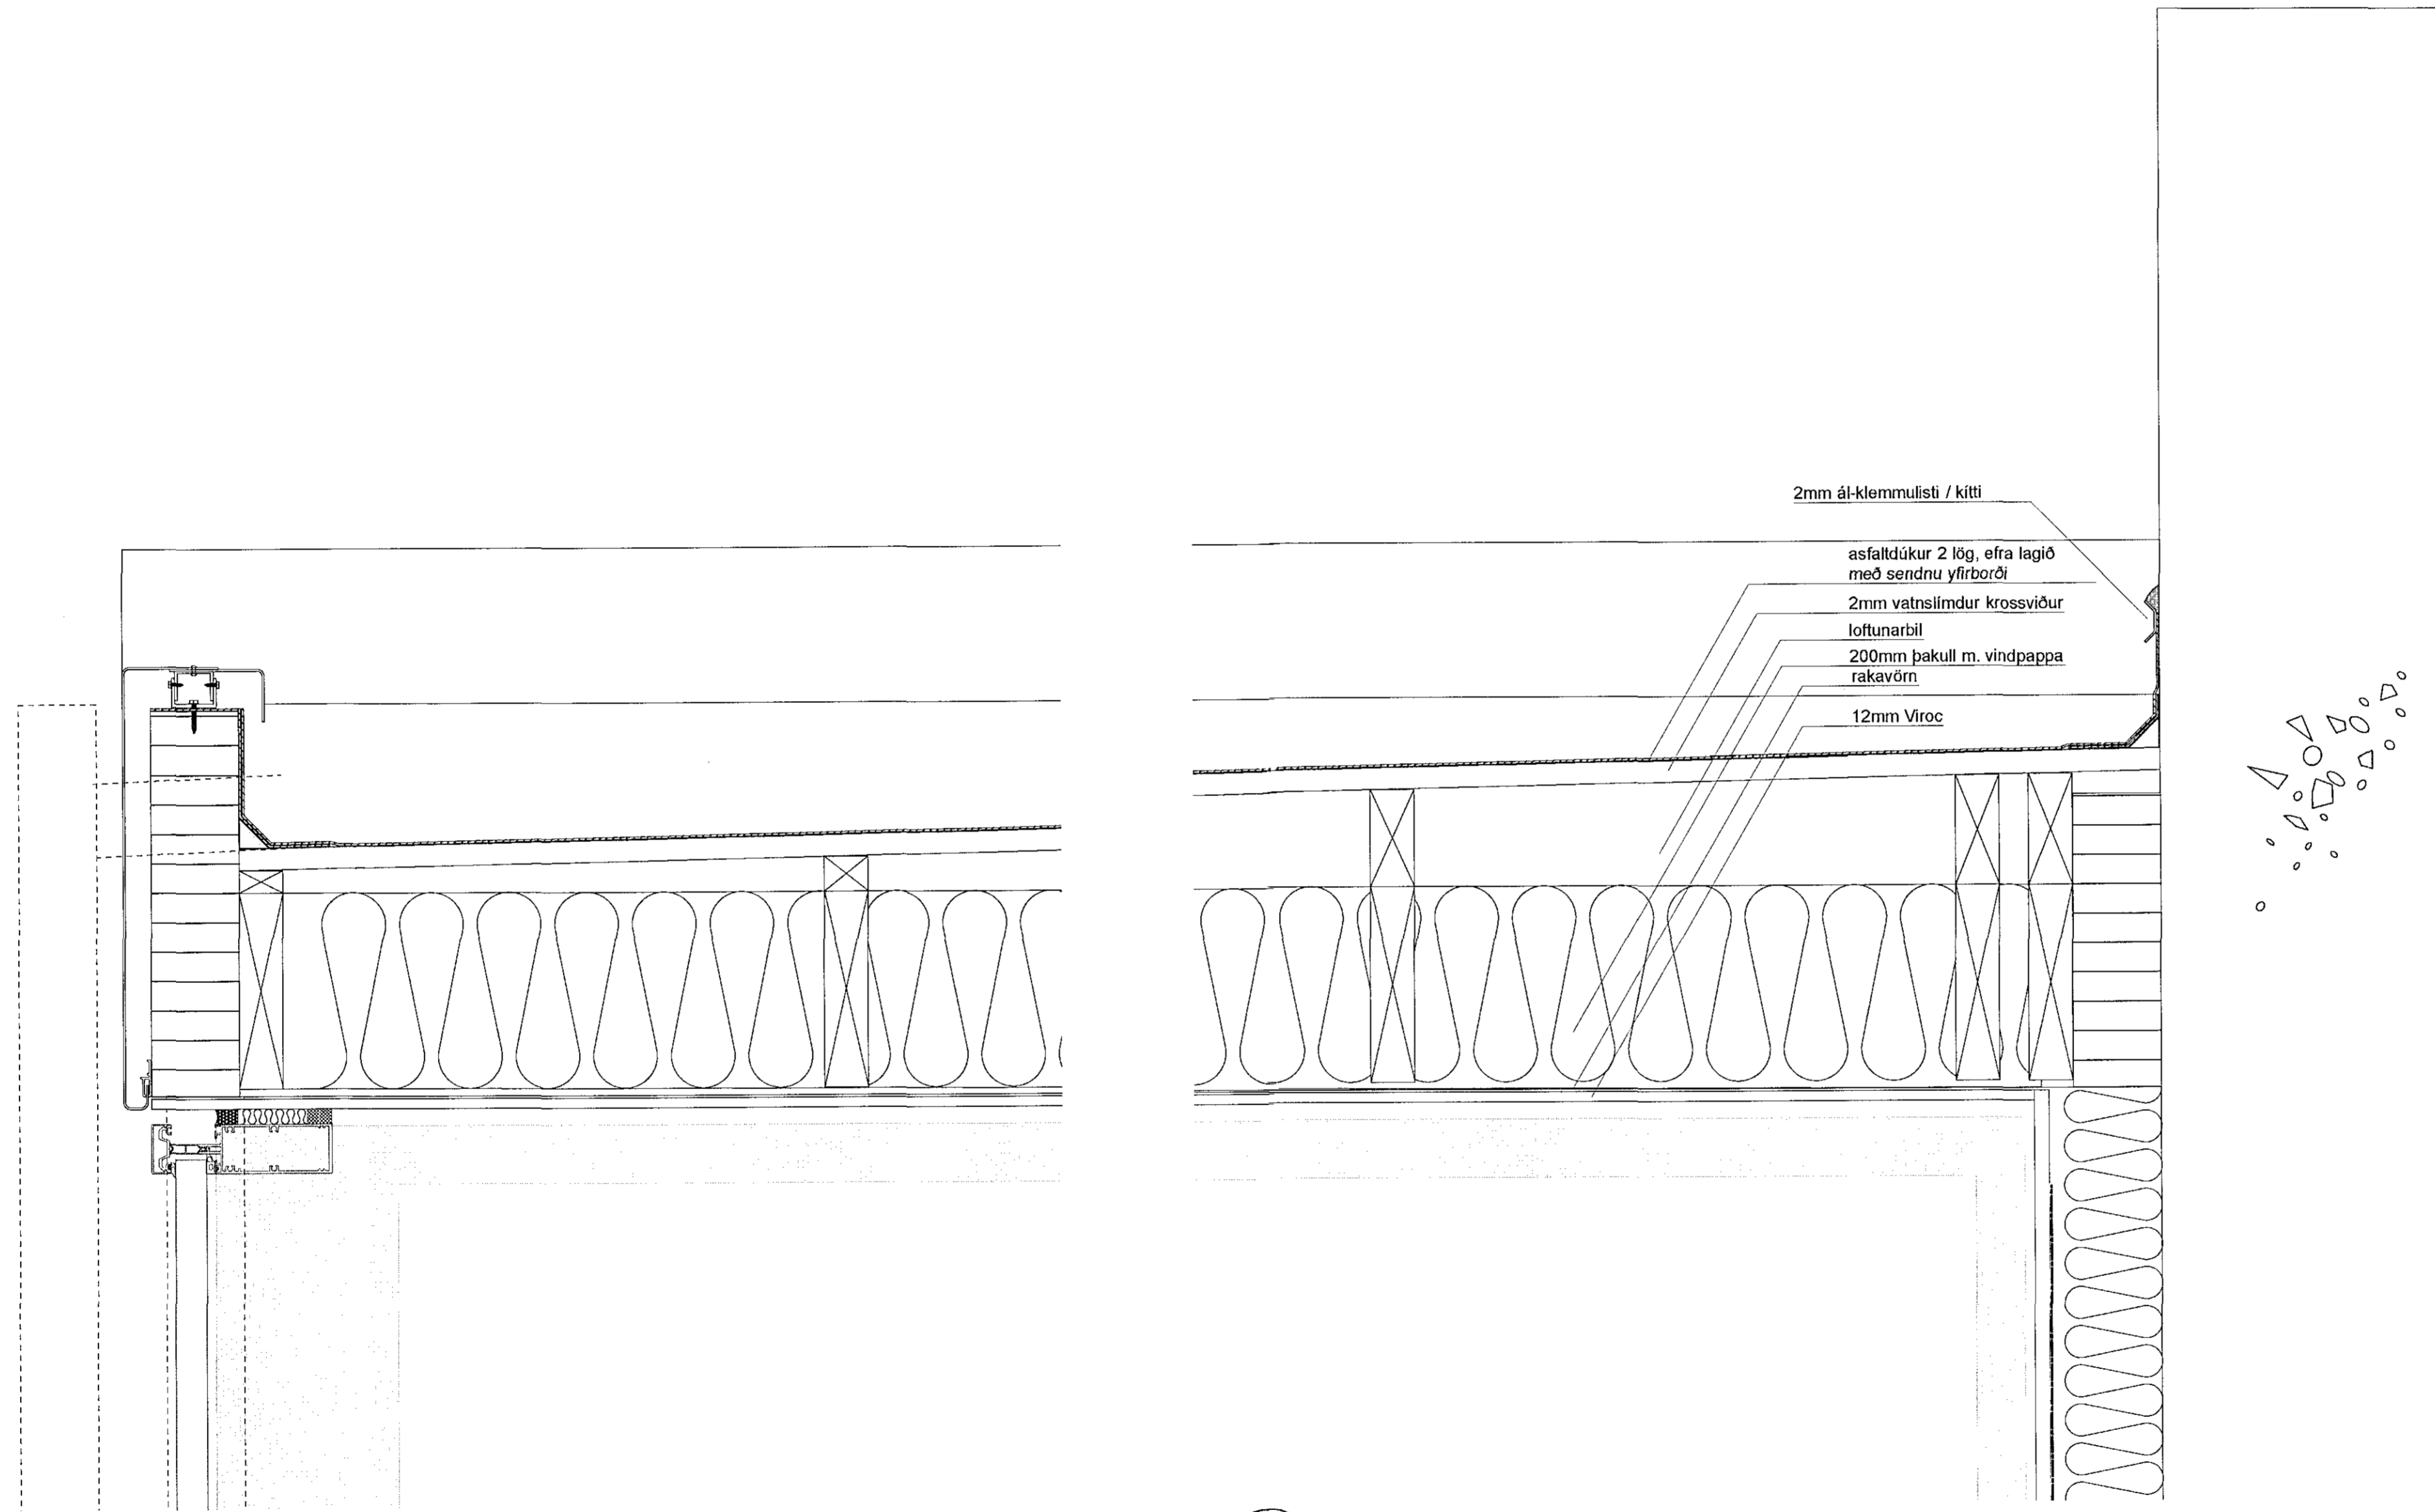 2mm ál-klemmulisti / kítti
asfaltdúkur 2 lög, efra lagið
með sendnu yfirborði
2mm vatnslímdur krossviður
loftunarbil
200mm þakull m. vindpappa
rakavörn
12mm Viroc